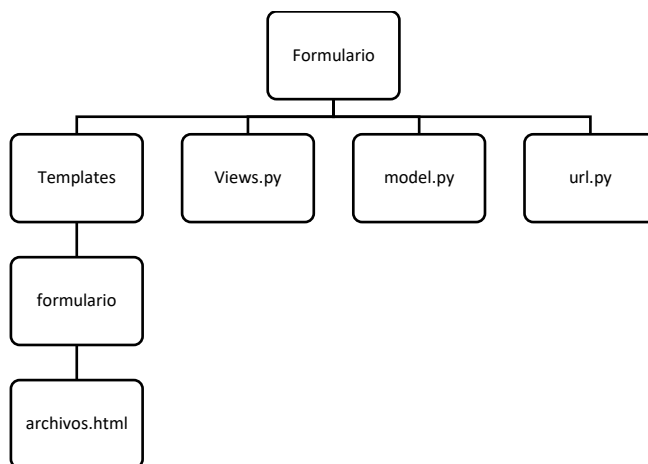 Formulario
Templates
Views.py
model.py
url.py
formulario
archivos.html